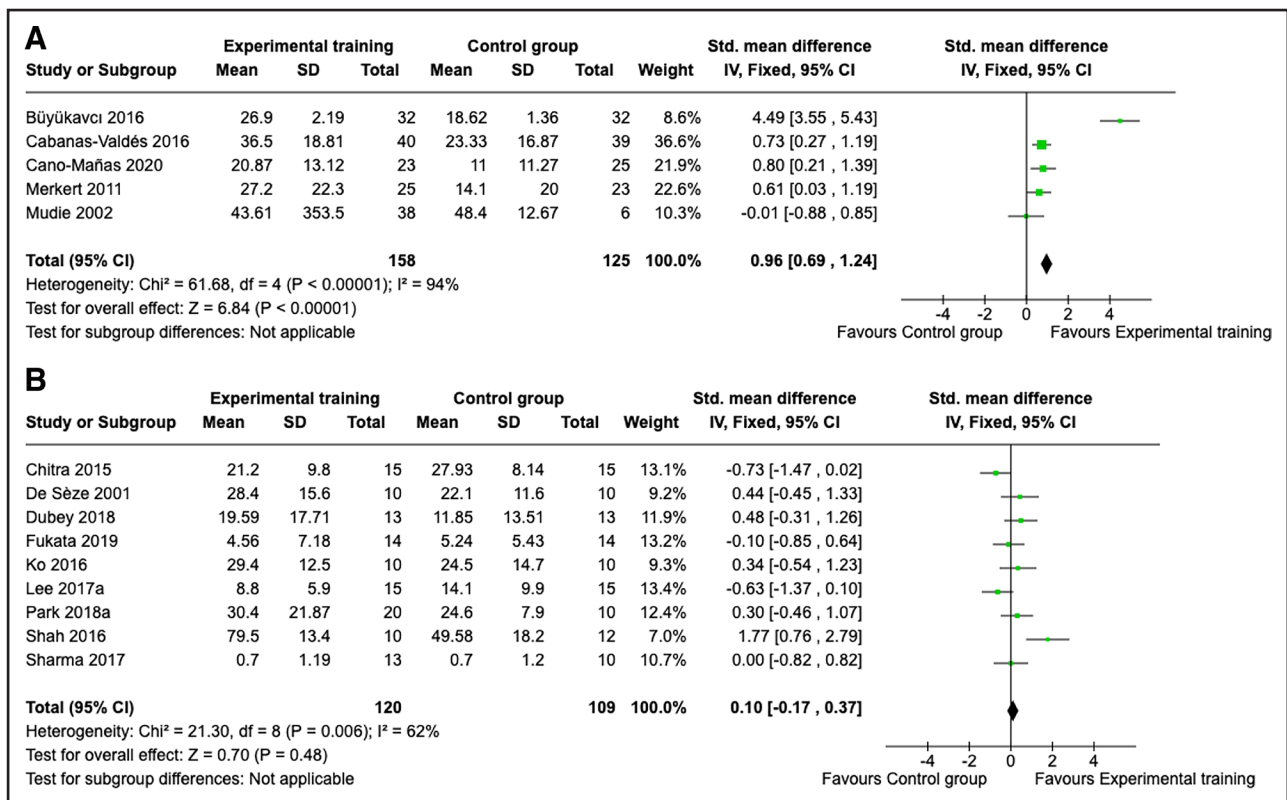 A
Experimental training Control group Std. mean difference Std. mean difference
Study or Subgroup Mean SD Total Mean SD Total Weight IV, Fixed, 95% CI IV, Fixed, 95% CI
Büyükavcı 2016 26.9 2.19 32 18.62 1.36 32 8.6% 4.49 [3.55 , 5.43]
Cabanas-Valdés 2016 36.5 18.81 40 23.33 16.87 39 36.6% 0.73 [0.27 , 1.19]
Cano-Mañas 2020 20.87 13.12 23 11 11.27 25 21.9% 0.80 [0.21 , 1.39]
Merkert 2011 27.2 22.3 25 14.1 20 23 22.6% 0.61 [0.03 , 1.19]
Mudie 2002 43.61 353.5 38 48.4 12.67 6 10.3% -0.01 [-0.88 , 0.85]
Total (95% CI) 158 125 100.0% 0.96 [0.69 , 1.24]
Heterogeneity: Chi² = 61.68, df = 4 (P < 0.00001); I² = 94%
Test for overall effect: Z = 6.84 (P < 0.00001)
Test for subgroup differences: Not applicable
-4 -2 0 2 4
Favours Control group Favours Experimental training
B
Experimental training Control group Std. mean difference Std. mean difference
Study or Subgroup Mean SD Total Mean SD Total Weight IV, Fixed, 95% CI IV, Fixed, 95% CI
Chitra 2015 21.2 9.8 15 27.93 8.14 15 13.1% -0.73 [-1.47 , 0.02]
De Sèze 2001 28.4 15.6 10 22.1 11.6 10 9.2% 0.44 [-0.45 , 1.33]
Dubey 2018 19.59 17.71 13 11.85 13.51 13 11.9% 0.48 [-0.31 , 1.26]
Fukata 2019 4.56 7.18 14 5.24 5.43 14 13.2% -0.10 [-0.85 , 0.64]
Ko 2016 29.4 12.5 10 24.5 14.7 10 9.3% 0.34 [-0.54 , 1.23]
Lee 2017a 8.8 5.9 15 14.1 9.9 15 13.4% -0.63 [-1.37 , 0.10]
Park 2018a 30.4 21.87 20 24.6 7.9 10 12.4% 0.30 [-0.46 , 1.07]
Shah 2016 79.5 13.4 10 49.58 18.2 12 7.0% 1.77 [0.76 , 2.79]
Sharma 2017 0.7 1.19 13 0.7 1.2 10 10.7% 0.00 [-0.82 , 0.82]
Total (95% CI) 120 109 100.0% 0.10 [-0.17 , 0.37]
Heterogeneity: Chi² = 21.30, df = 8 (P = 0.006); I² = 62%
Test for overall effect: Z = 0.70 (P = 0.48)
Test for subgroup differences: Not applicable
-4 -2 0 2 4
Favours Control group Favours Experimental training